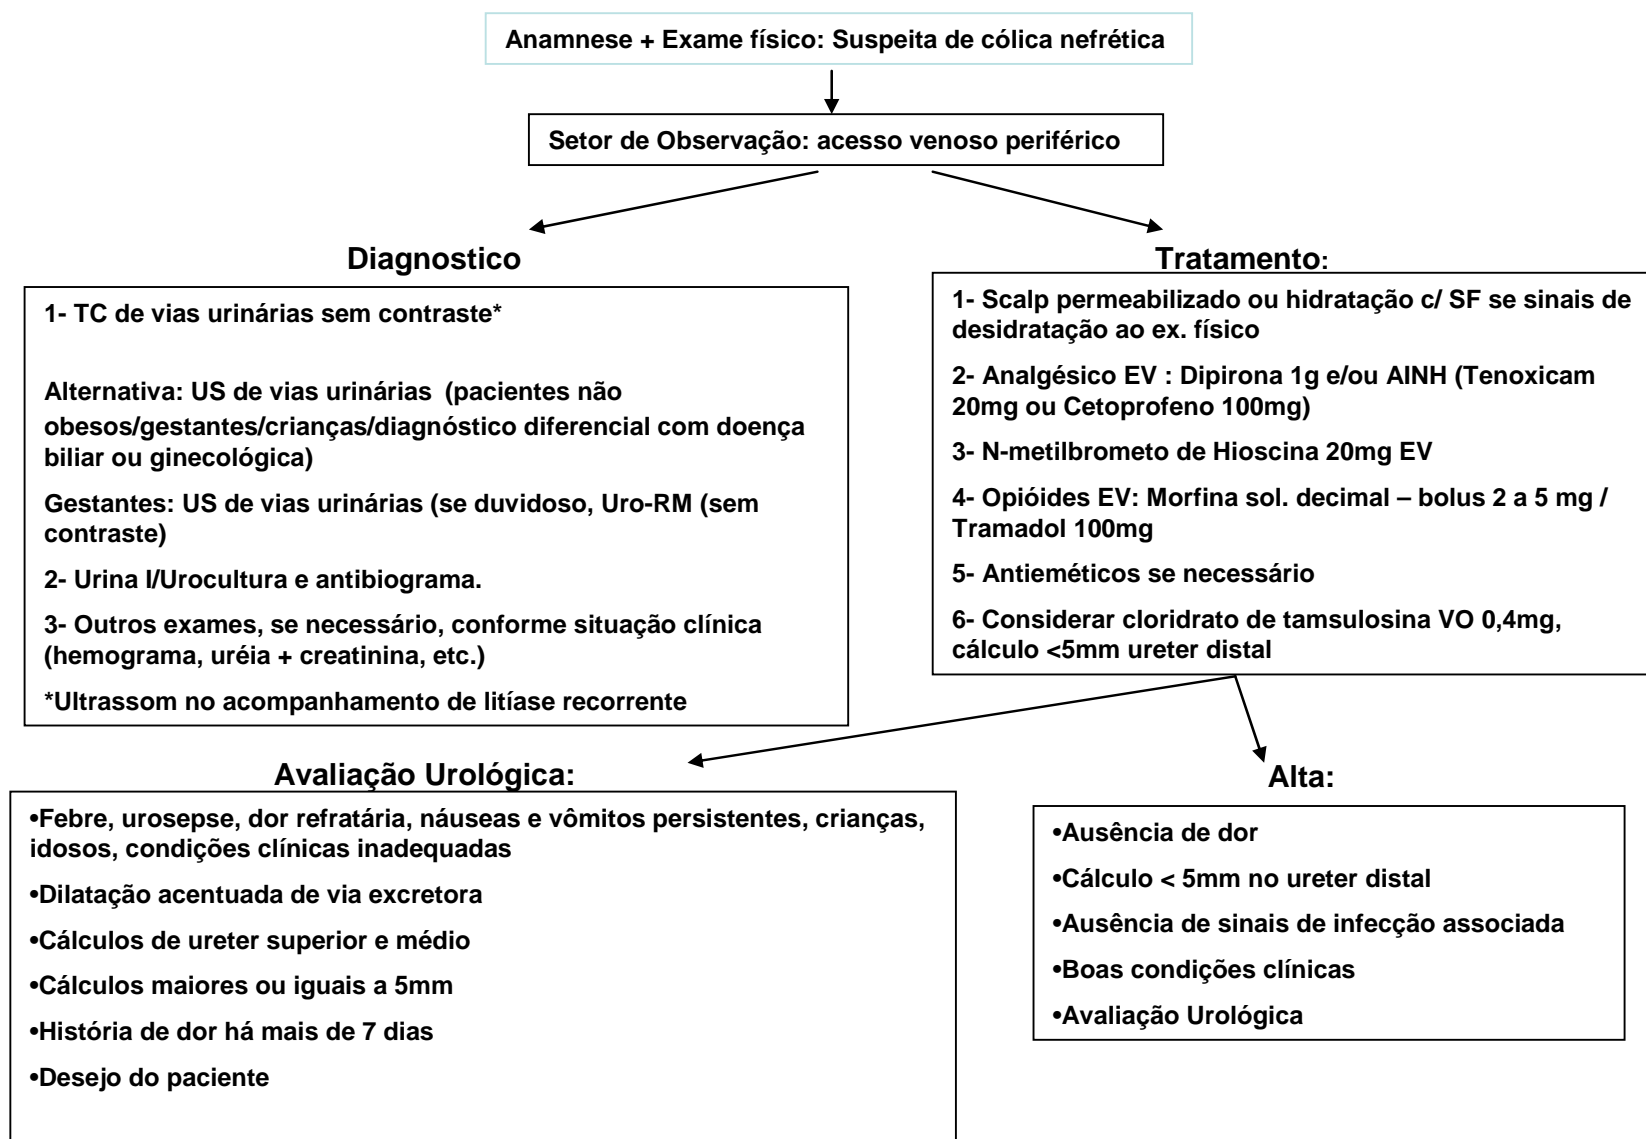 Anamnese + Exame físico: Suspeita de cólica nefrética
Setor de Observação: acesso venoso periférico
Diagnostico
1- TC de vias urinárias sem contraste*
Alternativa: US de vias urinárias (pacientes não
obesos/gestantes/crianças/diagnóstico diferencial com doença
biliar ou ginecológica)
Gestantes: US de vias urinárias (se duvidoso, Uro-RM (sem
contraste)
2- Urina I/Urocultura e antibiograma.
3- Outros exames, se necessário, conforme situação clínica
(hemograma, uréia + creatinina, etc.)
*Ultrassom no acompanhamento de litíase recorrente
Tratamento:
1- Scalp permeabilizado ou hidratação c/ SF se sinais de
desidratação ao ex. físico
2- Analgésico EV : Dipirona 1g e/ou AINH (Tenoxicam
20mg ou Cetoprofeno 100mg)
3- N-metilbrometo de Hioscina 20mg EV
4- Opióides EV: Morfina sol. decimal – bolus 2 a 5 mg /
Tramadol 100mg
5- Antieméticos se necessário
6- Considerar cloridrato de tamsulosina VO 0,4mg,
cálculo <5mm ureter distal
Avaliação Urológica:
•Febre, urosepse, dor refratária, náuseas e vômitos persistentes, crianças,
idosos, condições clínicas inadequadas
•Dilatação acentuada de via excretora
•Cálculos de ureter superior e médio
•Cálculos maiores ou iguais a 5mm
•História de dor há mais de 7 dias
•Desejo do paciente
Alta:
•Ausência de dor
•Cálculo < 5mm no ureter distal
•Ausência de sinais de infecção associada
•Boas condições clínicas
•Avaliação Urológica